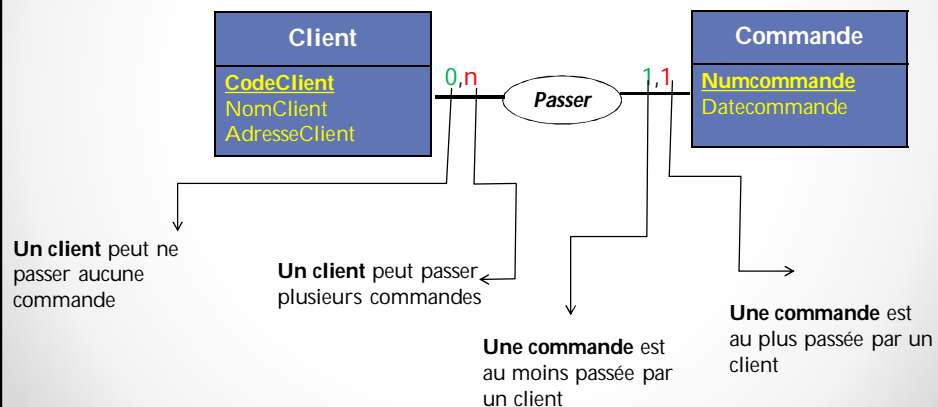 Client
CodeClient
NomClient
AdresseClient
0,n
Passer
1,1
Commande
Numcommande
Datecommande
Un client peut ne
passer aucune
commande
Un client peut passer
plusieurs commandes
Une commande est
au moins passée par
un client
Une commande est
au plus passée par un
client